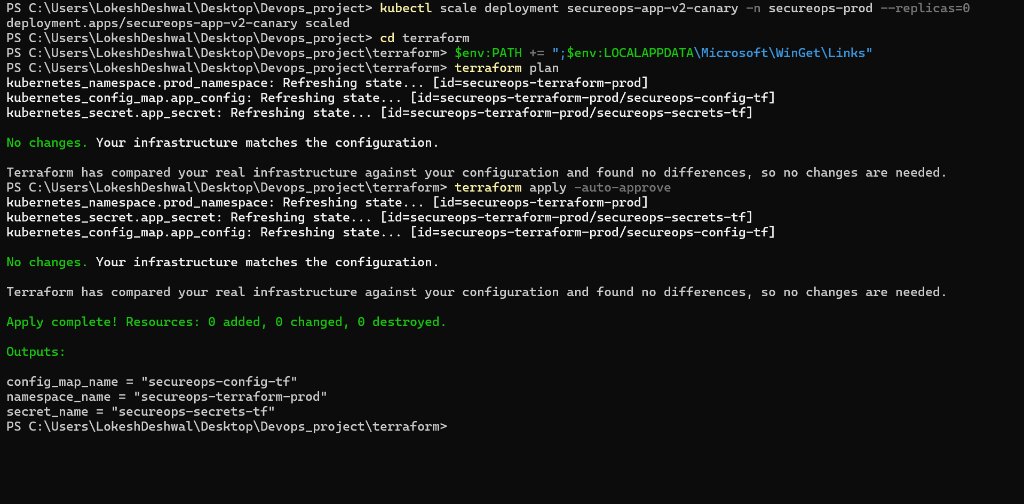 PS C:\Users\LokeshDeshwal\Desktop\Devops_project> kubectl scale deployment secureops-app-v2-canary -n secureops-prod --replicas=0
deployment.apps/secureops-app-v2-canary scaled
PS C:\Users\LokeshDeshwal\Desktop\Devops_project> cd terraform
PS C:\Users\LokeshDeshwal\Desktop\Devops_project\terraform> $env:PATH += ";$env:LOCALAPPDATA\Microsoft\WinGet\Links"
PS C:\Users\LokeshDeshwal\Desktop\Devops_project\terraform> terraform plan
kubernetes_namespace.prod_namespace: Refreshing state... [id=secureops-terraform-prod]
kubernetes_config_map.app_config: Refreshing state... [id=secureops-terraform-prod/secureops-config-tf]
kubernetes_secret.app_secret: Refreshing state... [id=secureops-terraform-prod/secureops-secrets-tf]
No changes. Your infrastructure matches the configuration.
Terraform has compared your real infrastructure against your configuration and found no differences, so no changes are needed.
PS C:\Users\LokeshDeshwal\Desktop\Devops_project\terraform> terraform apply -auto-approve
kubernetes_namespace.prod_namespace: Refreshing state... [id=secureops-terraform-prod]
kubernetes_secret.app_secret: Refreshing state... [id=secureops-terraform-prod/secureops-secrets-tf]
kubernetes_config_map.app_config: Refreshing state... [id=secureops-terraform-prod/secureops-config-tf]
No changes. Your infrastructure matches the configuration.
Terraform has compared your real infrastructure against your configuration and found no differences, so no changes are needed.
Apply complete! Resources: 0 added, 0 changed, 0 destroyed.
Outputs:
config_map_name = "secureops-config-tf"
namespace_name = "secureops-terraform-prod"
secret_name = "secureops-secrets-tf"
PS C:\Users\LokeshDeshwal\Desktop\Devops_project\terraform>